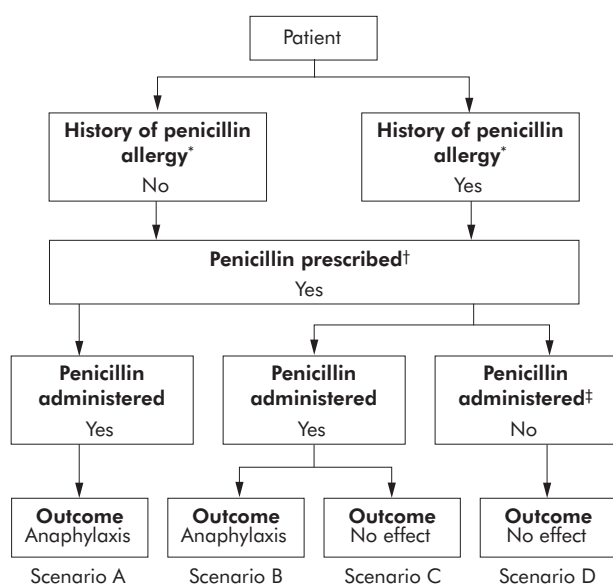 Patient
History of penicillin
allergy*
No
History of penicillin
allergy*
Yes
Penicillin prescribed†
Yes
Penicillin
administered
Yes
Penicillin
administered
Yes
Penicillin
administered‡
No
Outcome
Anaphylaxis
Outcome
Anaphylaxis
Outcome
No effect
Outcome
No effect
Scenario A
Scenario B
Scenario C
Scenario D